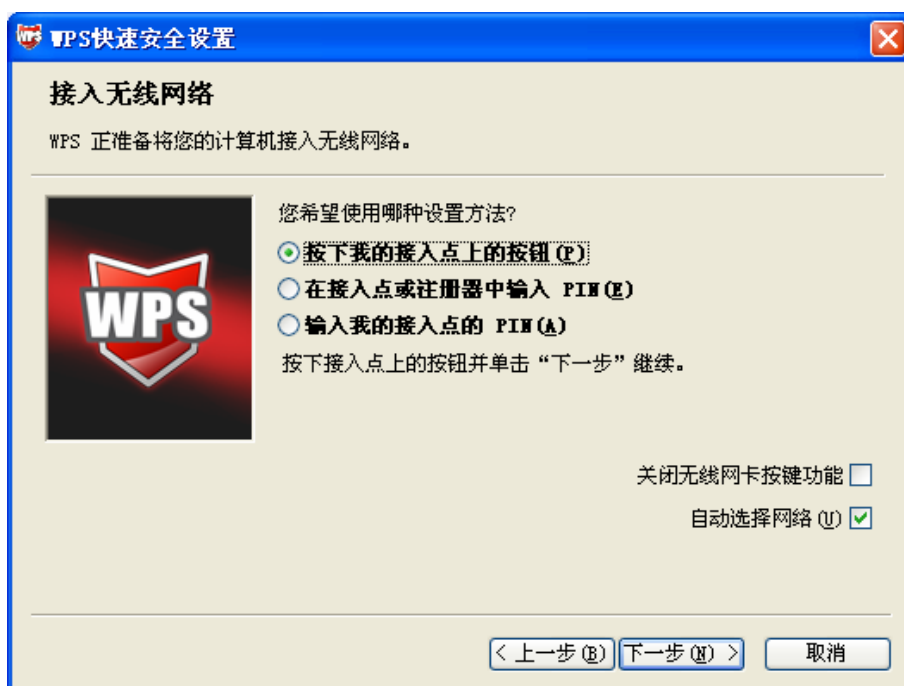 WPS快速安全设置
接入无线网络
WPS 正准备将您的计算机接入无线网络。
您希望使用哪种设置方法?
按下我的接入点上的按钮(P)
在接入点或注册器中输入 PIN(E)
输入我的接入点的 PIN(A)
WPS
按下接入点上的按钮并单击“下一步”继续。
关闭无线网卡按键功能
自动选择网络(U)
< 上一步(B)
下一步(N) >
取消